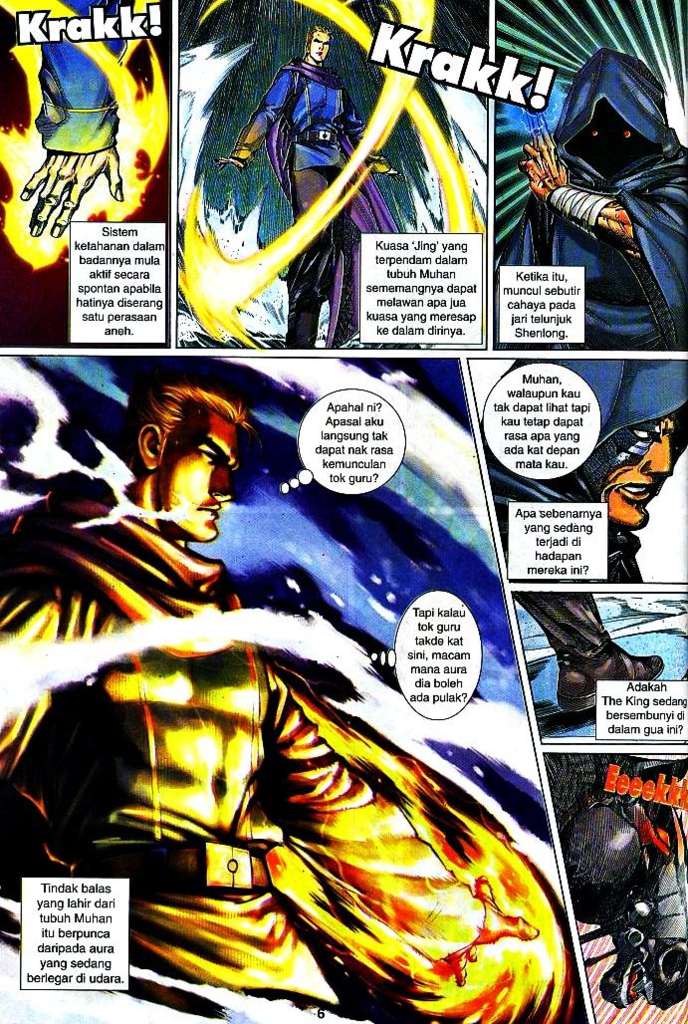 Krakk!
Sistem
ketahanan dalam
badannya mula
aktif secara
spontan apabila
hatinya diserang
satu perasaan
aneh.
Krakk!
Kuasa 'Jing' yang
terpendam dalam
tubuh Muhan
sememangnya dapat
melawan apa jua
kuasa yang meresap
ke dalam dirinya.
Ketika itu,
muncul sebutir
cahaya pada
jari telunjuk
Shenlong.
Apahal ni?
Apasal aku
langsung tak
dapat nak rasa
kemunculan
tok guru?
Tapi kalau
tok guru
takde kat
sini, macam
mana aura
dia boleh
ada pulak?
Tindak balas
yang lahir dari
tubuh Muhan
itu berpunca
daripada aura
yang sedang
berlegar di udara.
Muhan,
walaupun kau
tak dapat lihat tapi
kau tetap dapat
rasa apa yang
ada kat depan
mata kau.
Apa sebenarnya
yang sedang
terjadi di
hadapan
mereka ini?
Adakah
The King sedang
bersembunyi di
dalam gua ini?
Eeeekkk
6